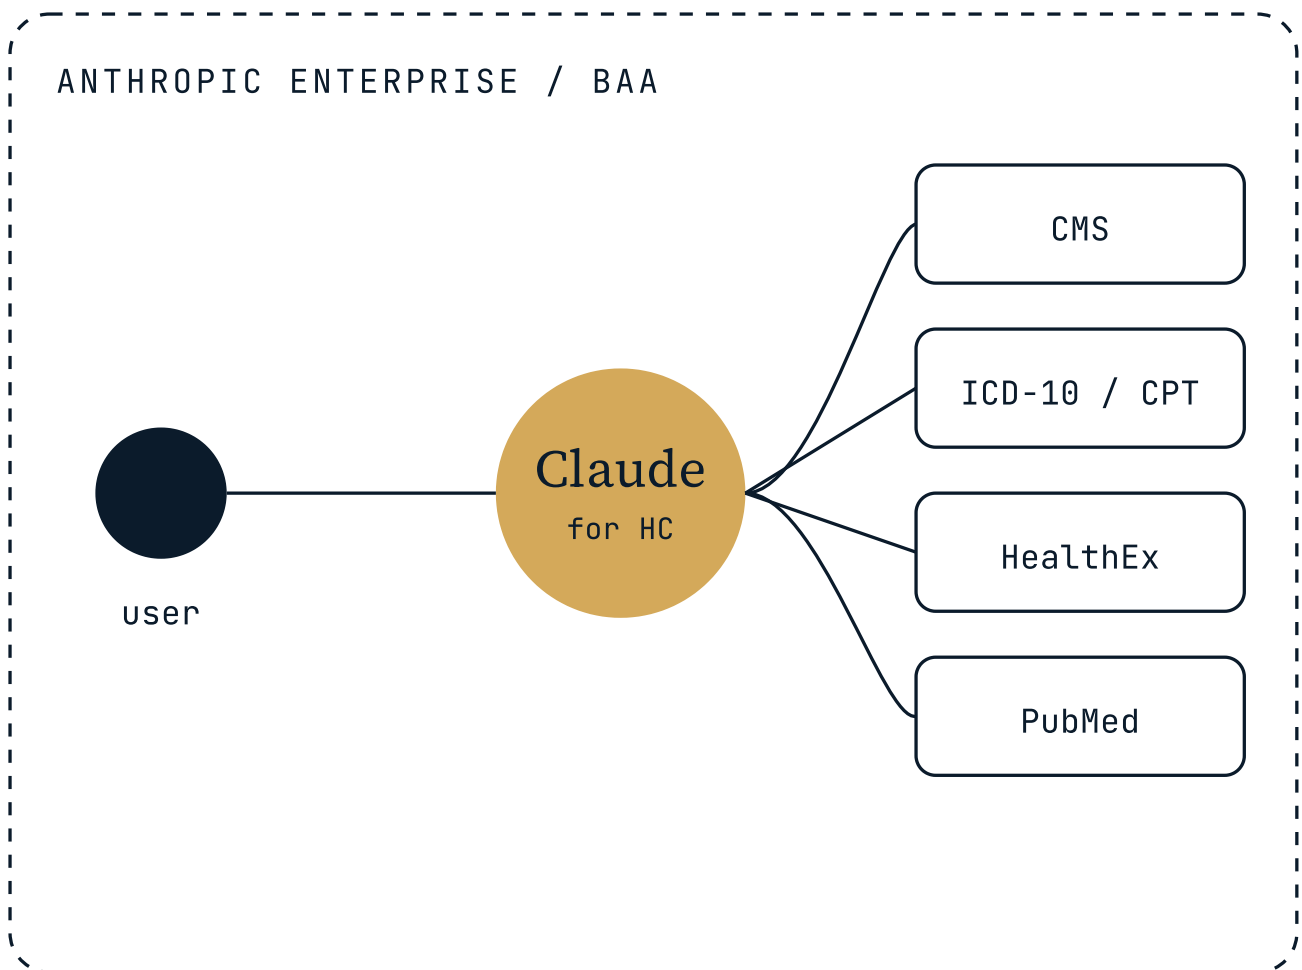 ANTHROPIC ENTERPRISE / BAA
CMS
ICD-10 / CPT
Claude
for HC
HealthEx
user
PubMed